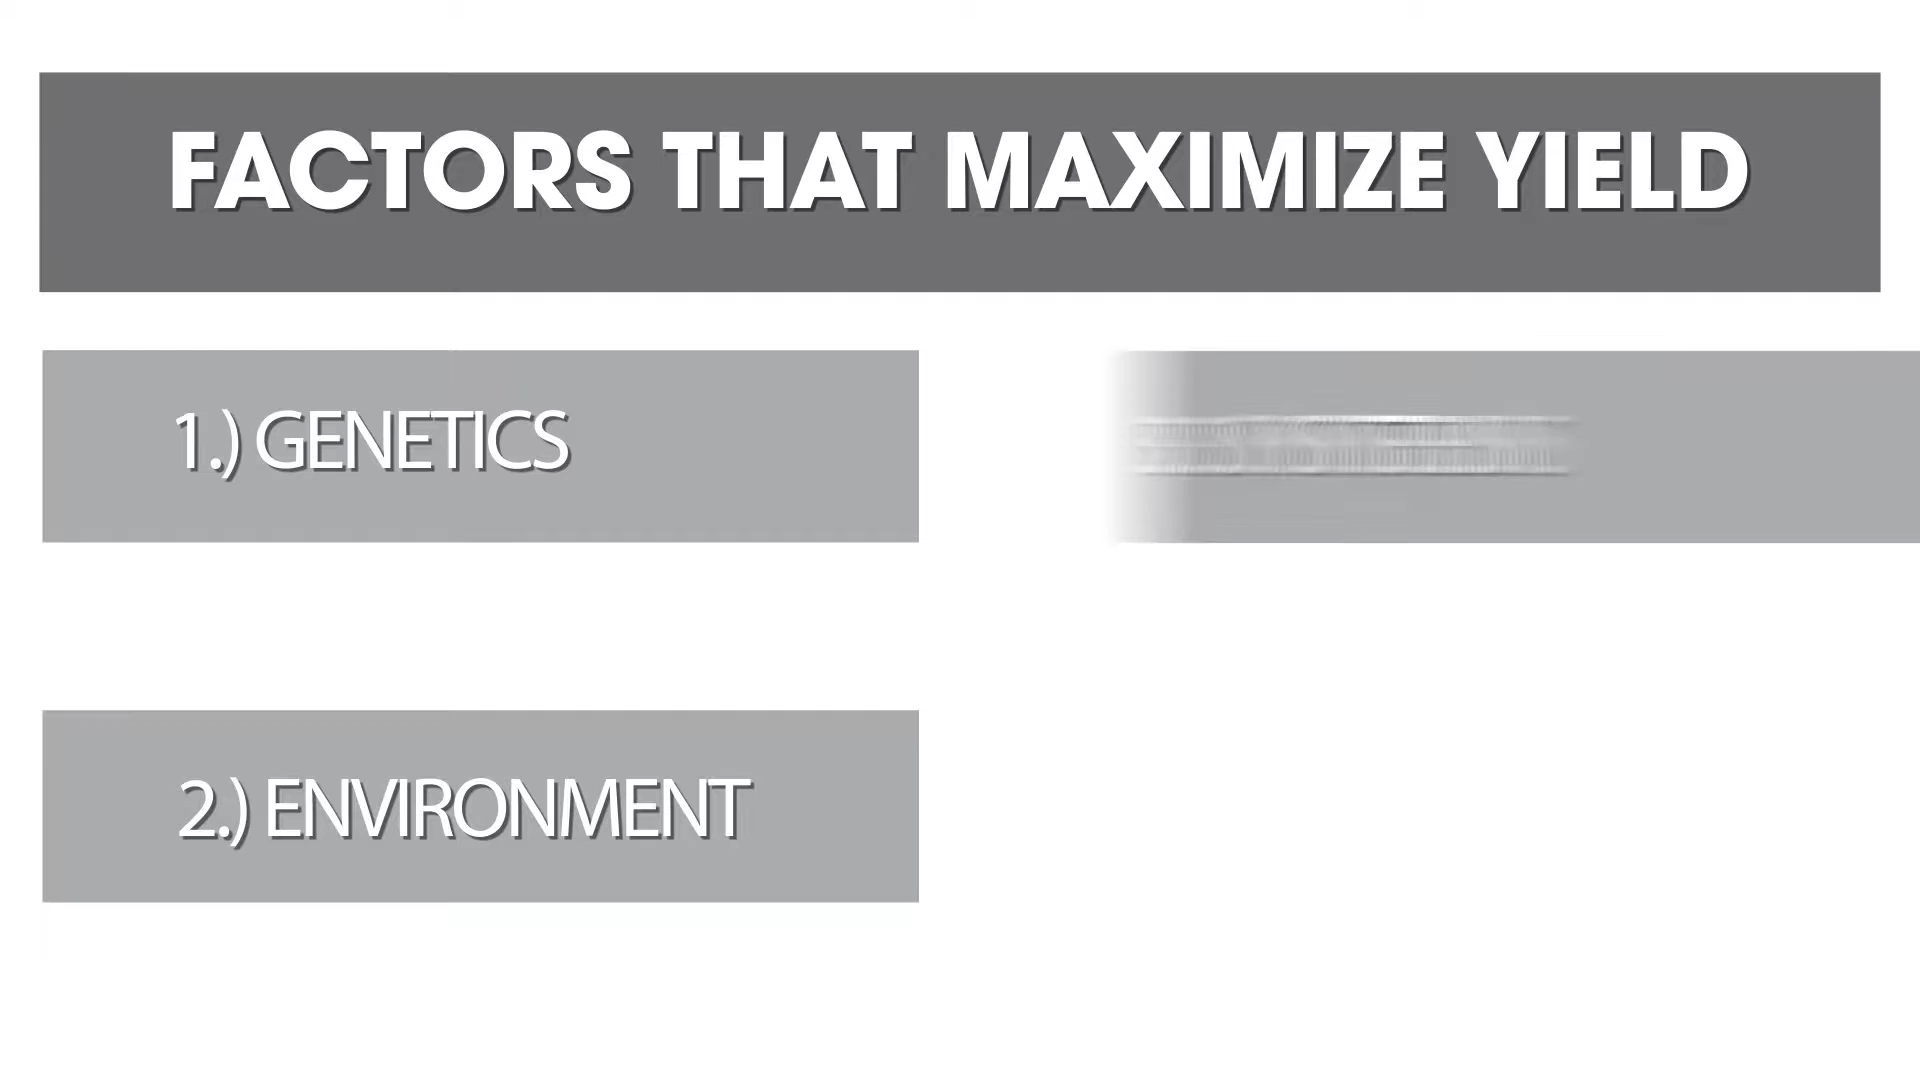 FACTORS THAT MAXIMIZE YIELD
1.) GENETICS
2.) ENVIRONMENT